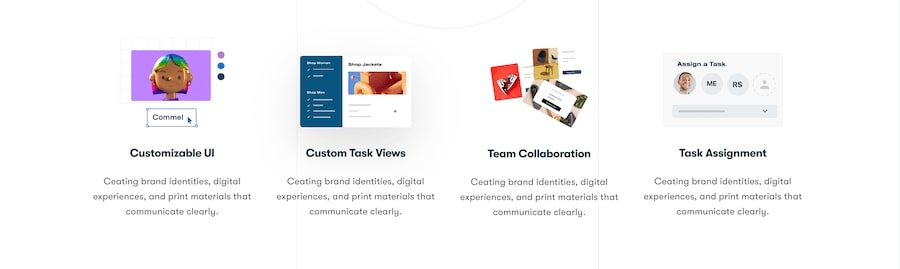 Commel
Customizable UI
Ceating brand identities, digital
experiences, and print materials that
communicate clearly.
Shop Women
Shop Men
Shop Jackets
Custom Task Views
Ceating brand identities, digital
experiences, and print materials that
communicate clearly.
Team Collaboration
Ceating brand identities, digital
experiences, and print materials that
communicate clearly.
Assign a Task
ME
RS
Task Assignment
Ceating brand identities, digital
experiences, and print materials that
communicate clearly.